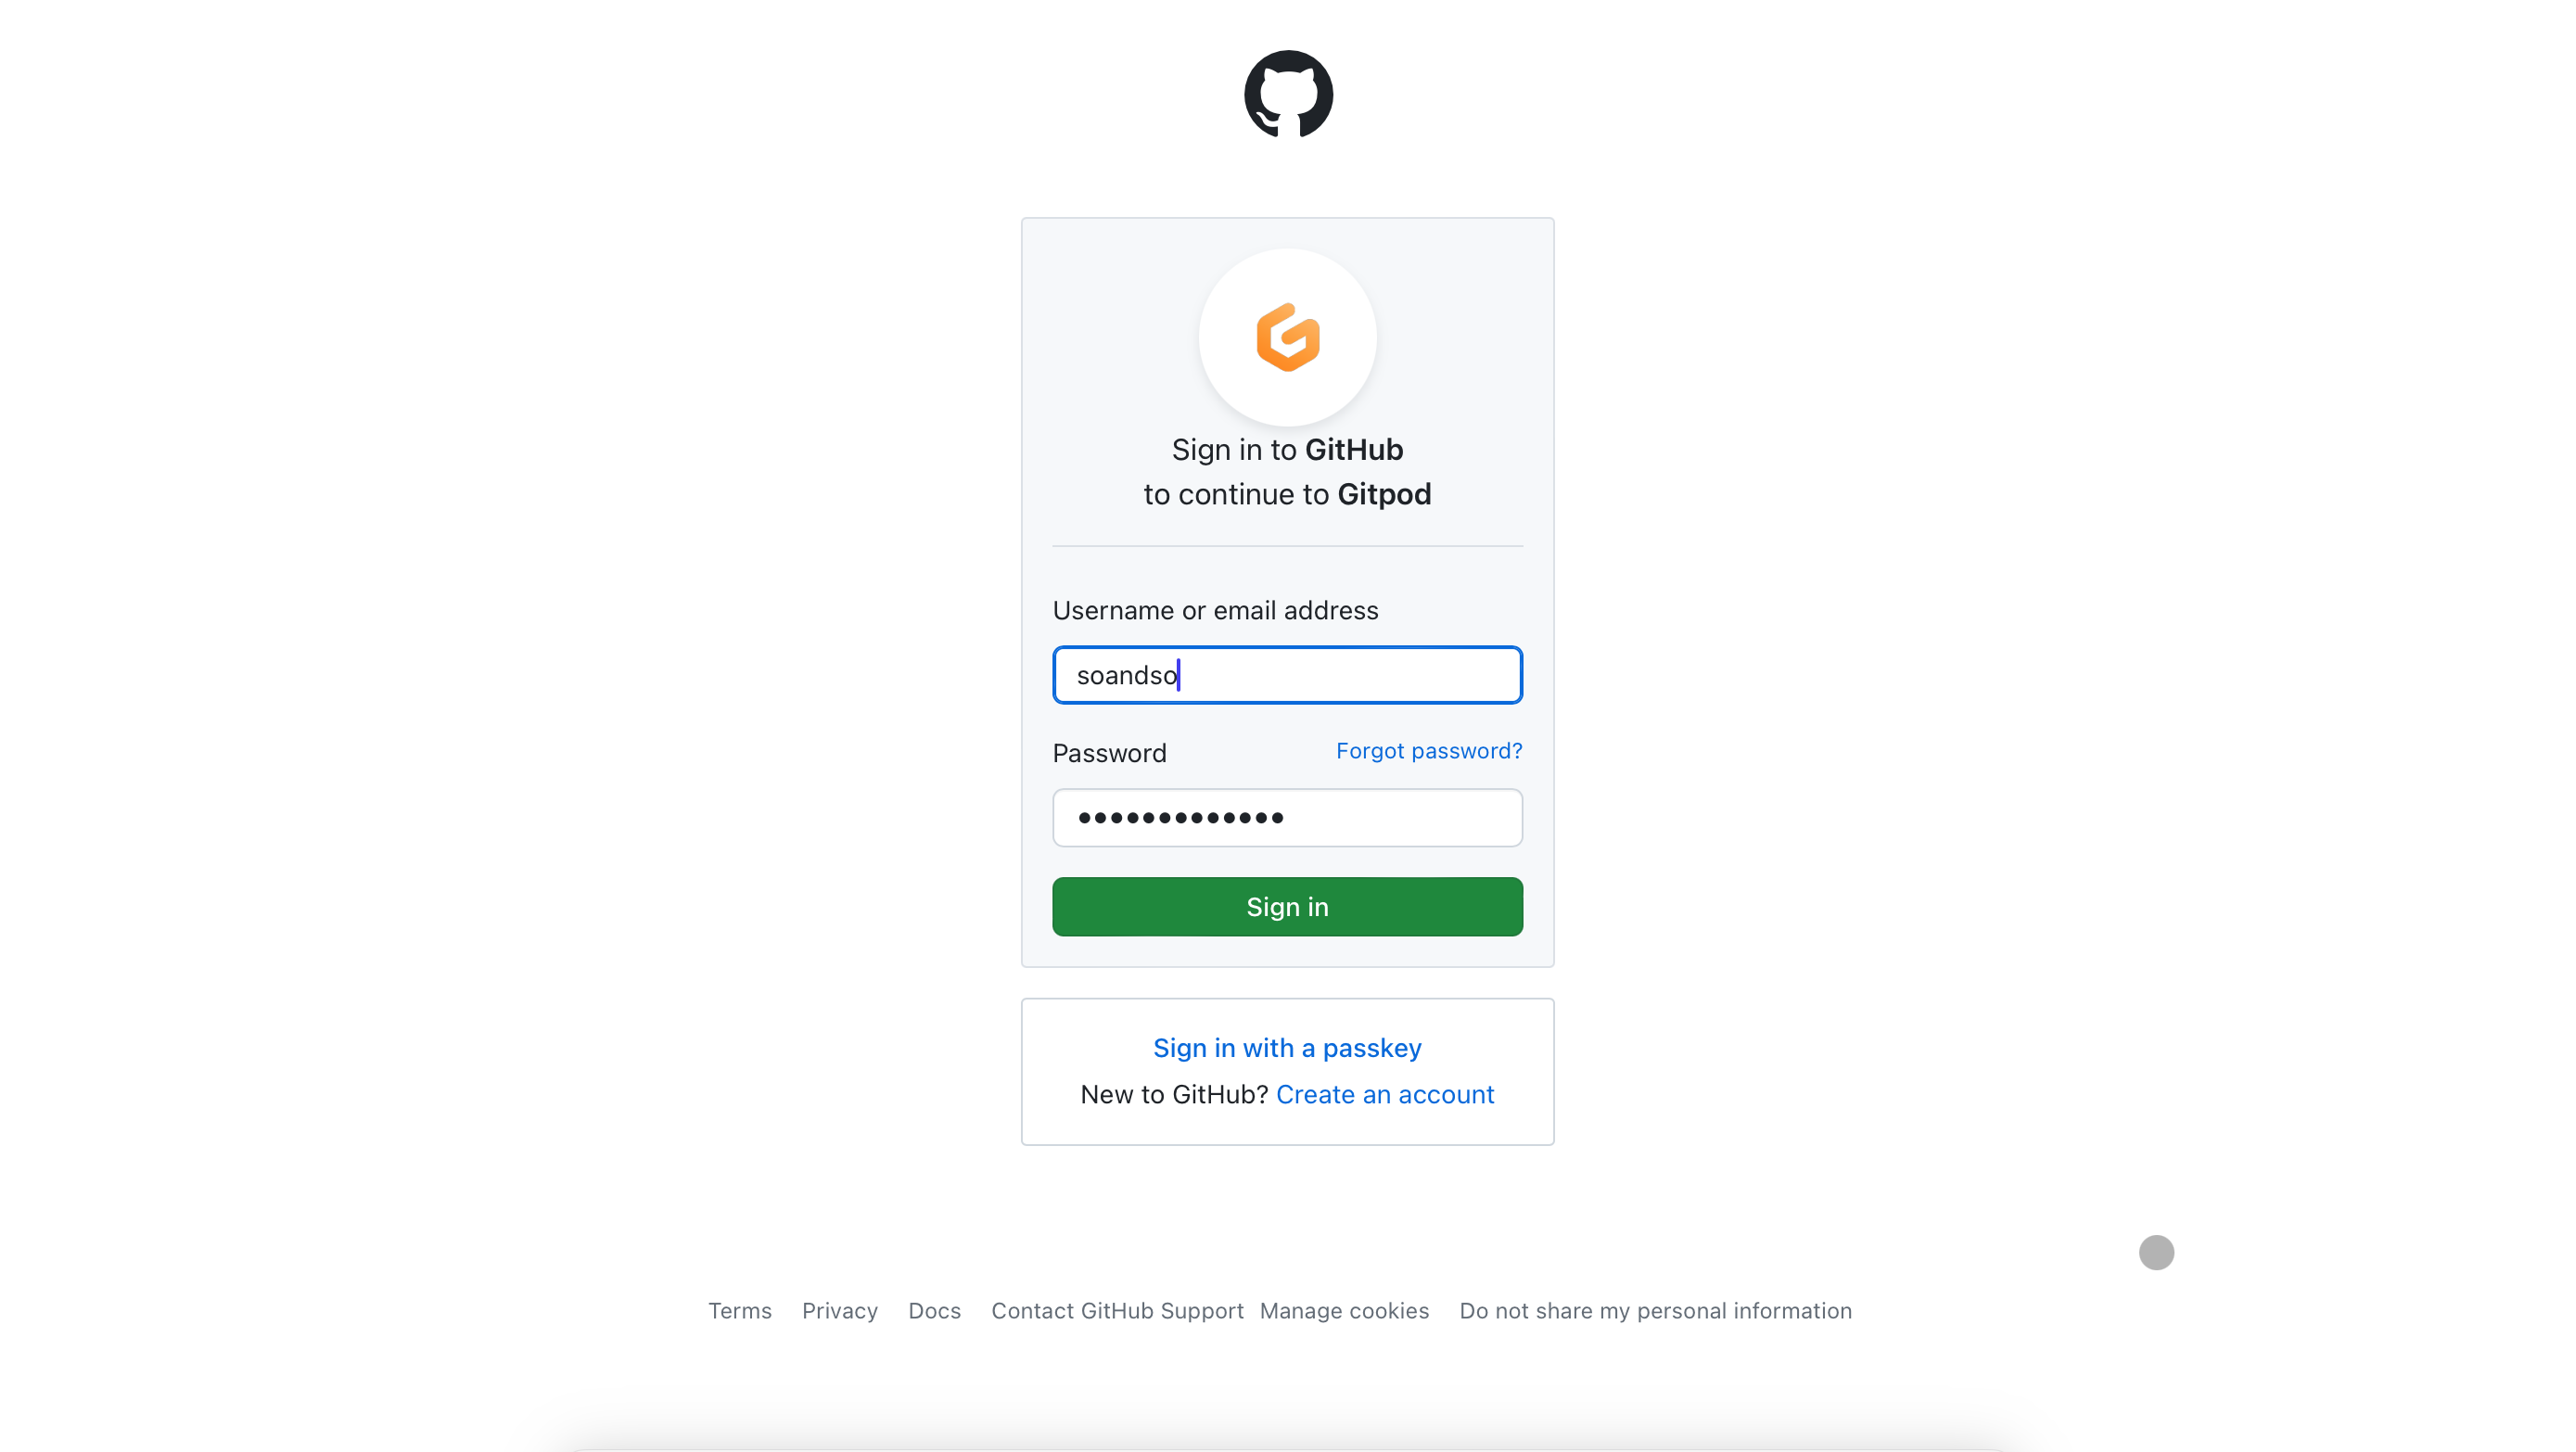 Sign in to GitHub
to continue to Gitpod
Username or email address
soandso
Password
Forgot password?
•••••••••••••
Sign in
Sign in with a passkey
New to GitHub? Create an account
Terms Privacy Docs Contact GitHub Support Manage cookies Do not share my personal information